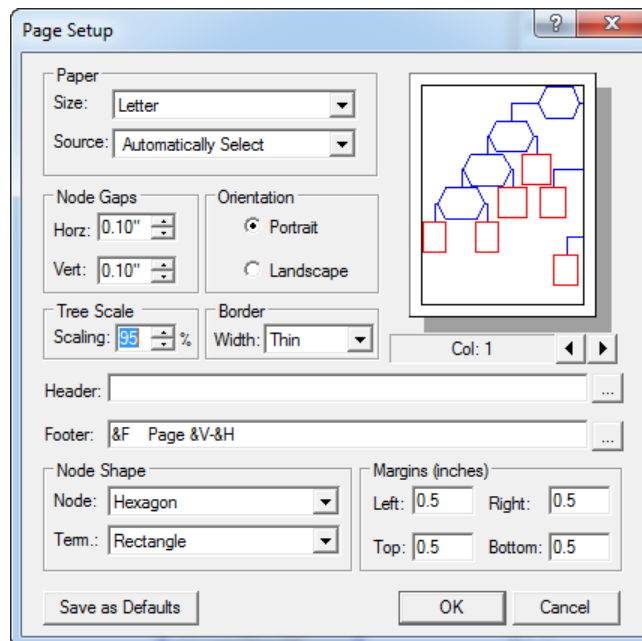 Page Setup
Paper
Size: Letter
Source: Automatically Select
Node Gaps
Horz: 0.10"
Vert: 0.10"
Orientation
Portrait
Landscape
Tree Scale
Scaling: 95 %
Border
Width: Thin
Col: 1
Header: ...
Footer: &F Page &V-&H ...
Node Shape
Node: Hexagon
Term.: Rectangle
Margins (inches)
Left: 0.5 Right: 0.5
Top: 0.5 Bottom: 0.5
Save as Defaults OK Cancel